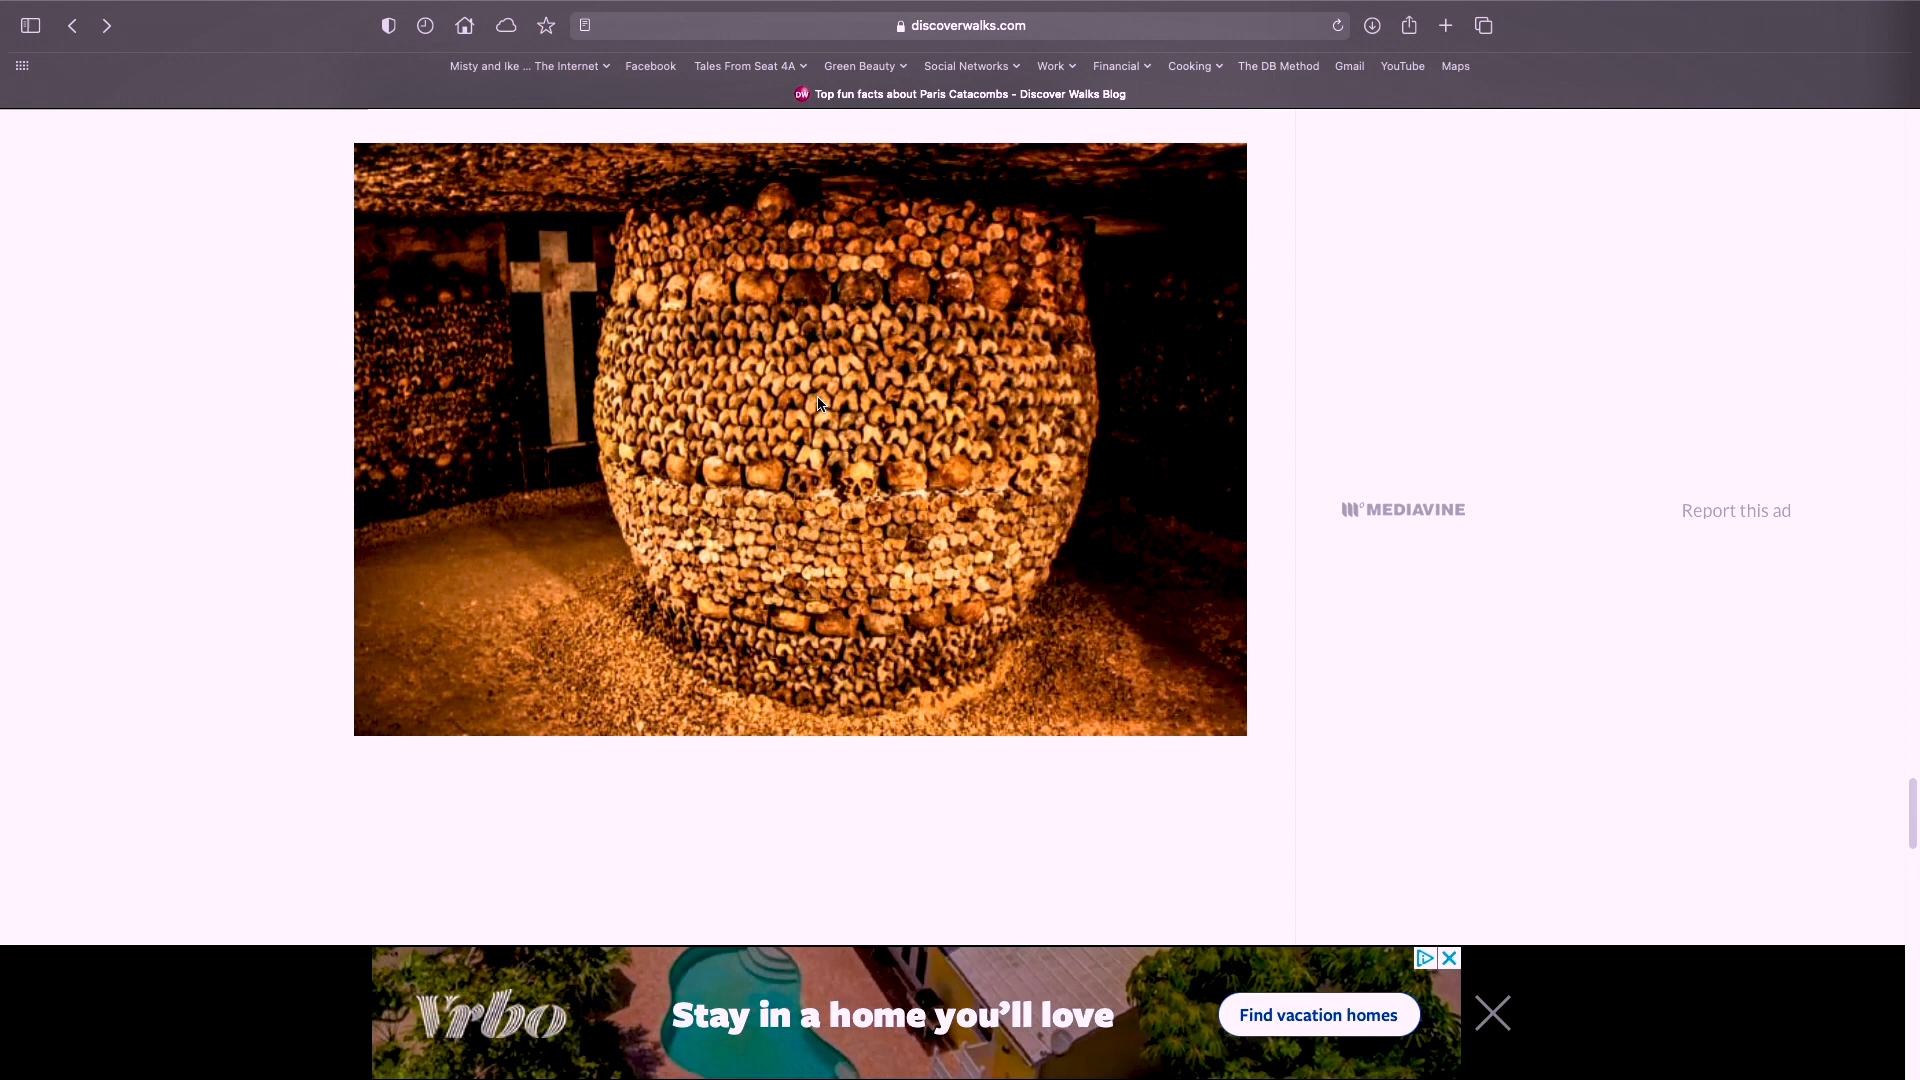 discoverwalks.com
Misty and Ike ... The Internet Facebook Tales From Seat 4A Green Beauty Social Networks Work Financial Cooking The DB Method Gmail YouTube Maps
DW Top fun facts about Paris Catacombs - Discover Walks Blog
MEDIAVINE Report this ad
Vrbo Stay in a home you'll love Find vacation homes